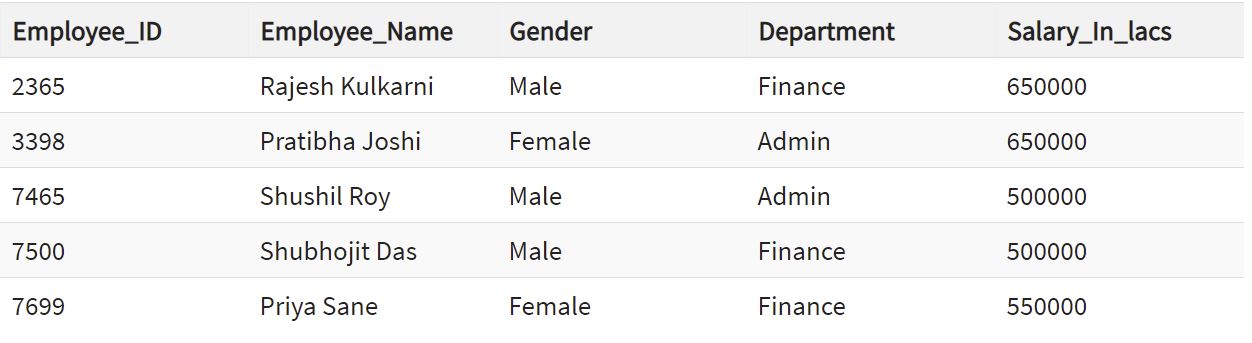 Employee_ID Employee_Name Gender Department Salary_In_lacs
2365 Rajesh Kulkarni Male Finance 650000
3398 Pratibha Joshi Female Admin 650000
7465 Shushil Roy Male Admin 500000
7500 Shubhojit Das Male Finance 500000
7699 Priya Sane Female Finance 550000